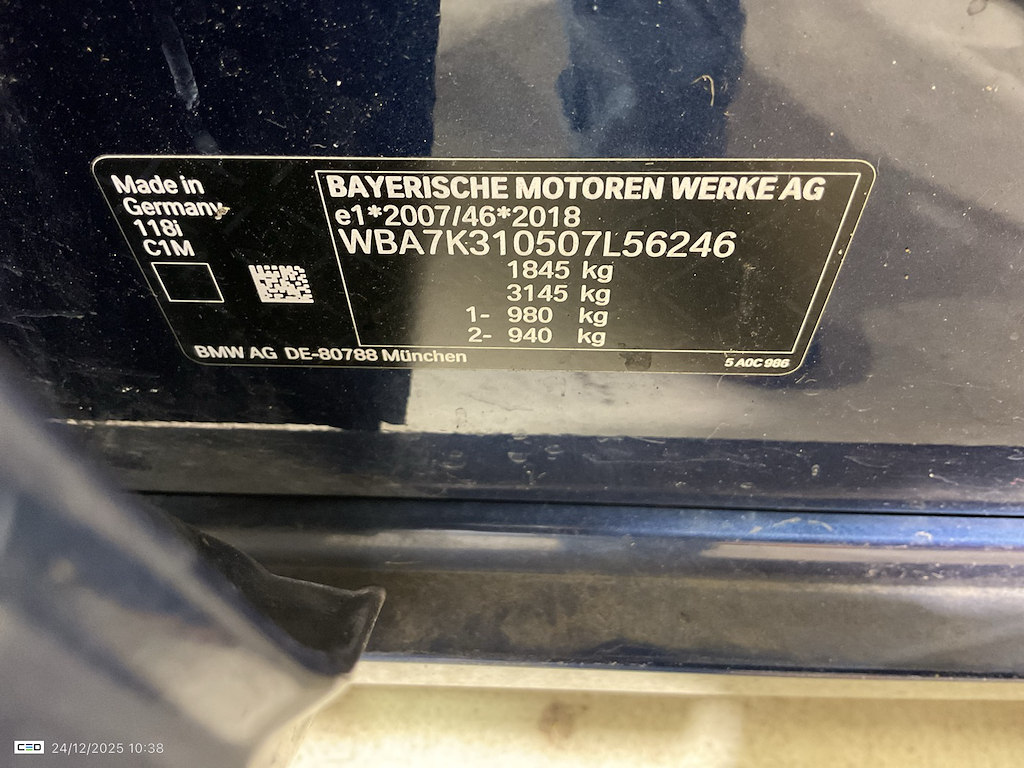 Made in
Germany
118i
C1M
BAYERISCHE MOTOREN WERKE AG
e1*2007/46*2018
WBA7K310507L56246
1845 kg
3145 kg
1- 980 kg
2- 940 kg
BMW AG DE-80788 München
5 A0C 986
CEO 24/12/2025 10:38